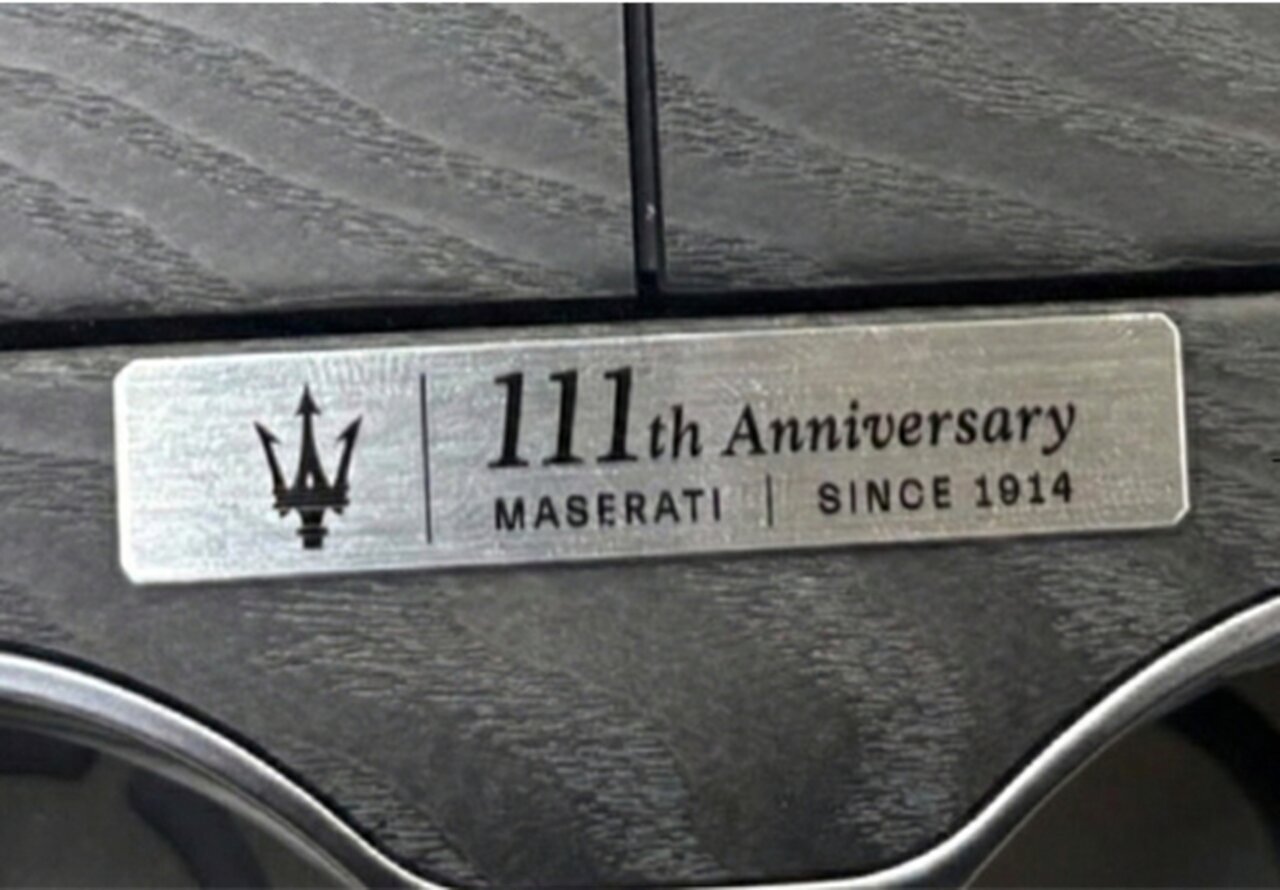 111th Anniversary
MASERATI | SINCE 1914